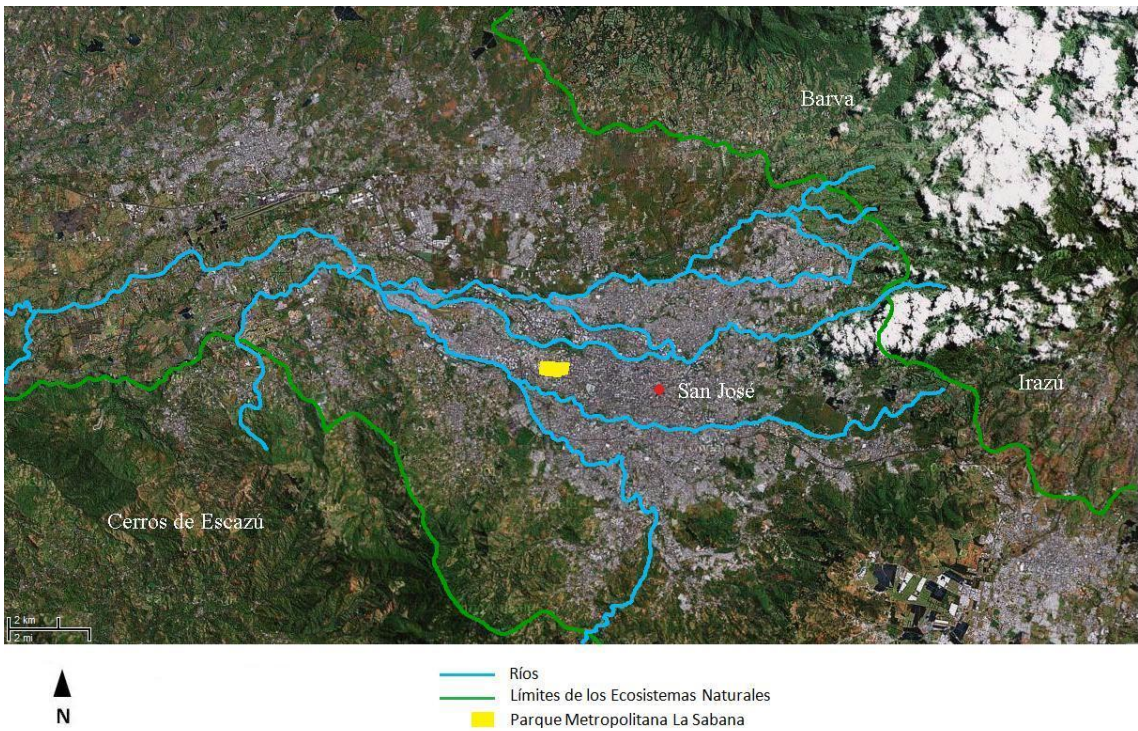 Barva
San José
Irazú
Cerros de Escazú
2 km
2 mi
N
Ríos
Límites de los Ecosistemas Naturales
Parque Metropolitana La Sabana